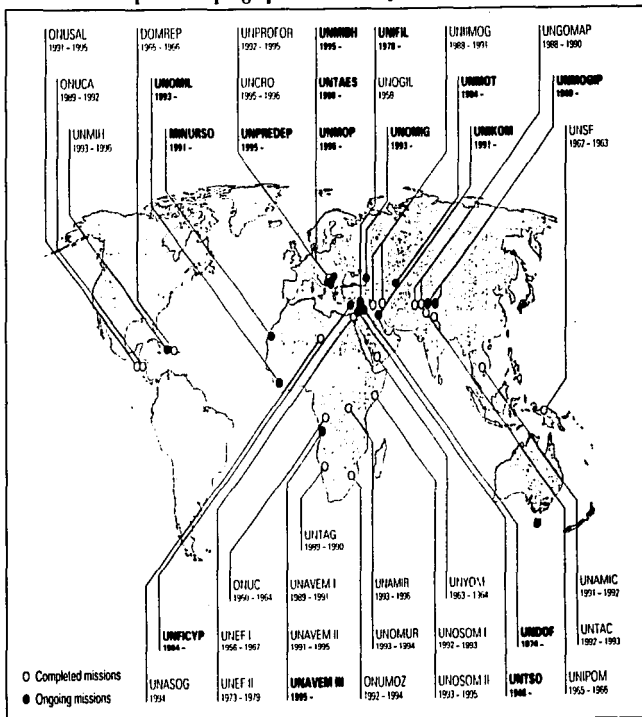 ONUSAL
1991 - 1995
DOMREP
1965 - 1966
UNPROFOR
1992 - 1995
UNMIBH
1995 -
UNIFIL
1978 -
UNIIMOG
1988 - 1991
UNGOMAP
1988 - 1990
ONUCA
1989 - 1992
UNOMIL
1993 -
UNCRO
1995 - 1996
UNTAES
1996 -
UNOGIL
1958
UNMOT
1994 -
UNMOGIP
1949 -
UNMIH
1993 - 1996
MINURSO
1991 -
UNPREDEP
1995 -
UNMOP
1996 -
UNOMIG
1993 -
UNIKOM
1991 -
UNSF
1962 - 1963
UNTAG
1989 - 1990
ONUC
1960 - 1964
UNAVEM I
1989 - 1991
UNAMIR
1993 - 1996
UNYOM
1963 - 1964
UNAMIC
1991 - 1992
UNFICYP
1964 -
UNEF I
1956 - 1967
UNAVEM II
1991 - 1995
UNOMUR
1993 - 1994
UNOSOM I
1992 - 1993
UNDOF
1974 -
UNTAC
1992 - 1993
UNASOG
1994
UNEF II
1973 - 1979
UNAVEM III
1995 -
ONUMOZ
1992 - 1994
UNOSOM II
1993 - 1995
UNTSO
1948 -
UNIPOM
1965 - 1966
Completed missions
Ongoing missions